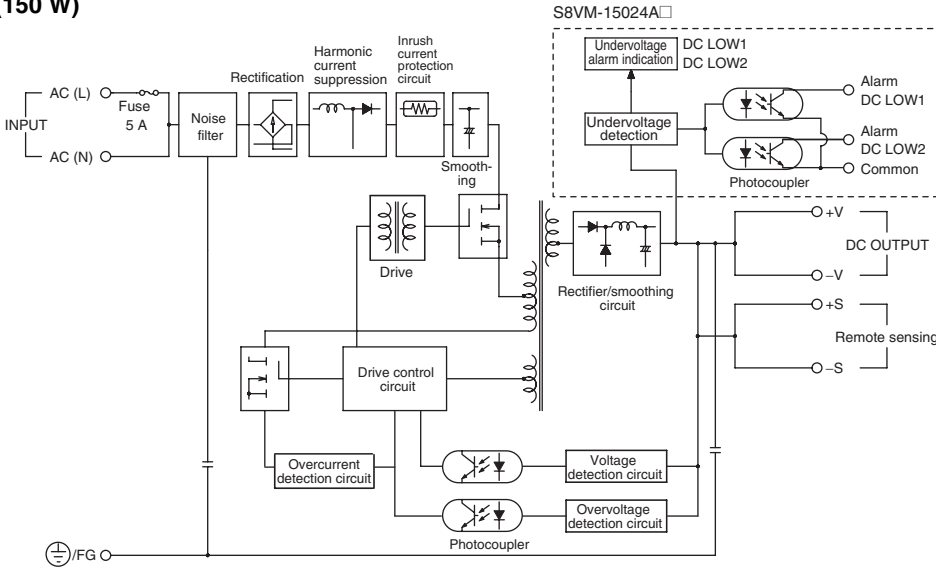 (150 W)
S8VM-15024A□
Undervoltage
alarm indication
DC LOW1
DC LOW2
Undervoltage
detection
Alarm
DC LOW1
Alarm
DC LOW2
Common
Photocoupler
INPUT
AC (L)
AC (N)
Fuse
5 A
Noise
filter
Rectification
Harmonic
current
suppression
Inrush
current
protection
circuit
Smooth-
ing
Drive
Rectifier/smoothing
circuit
+V
DC OUTPUT
–V
+S
Remote sensing
–S
Drive control
circuit
Overcurrent
detection circuit
Voltage
detection circuit
Overvoltage
detection circuit
Photocoupler
/FG